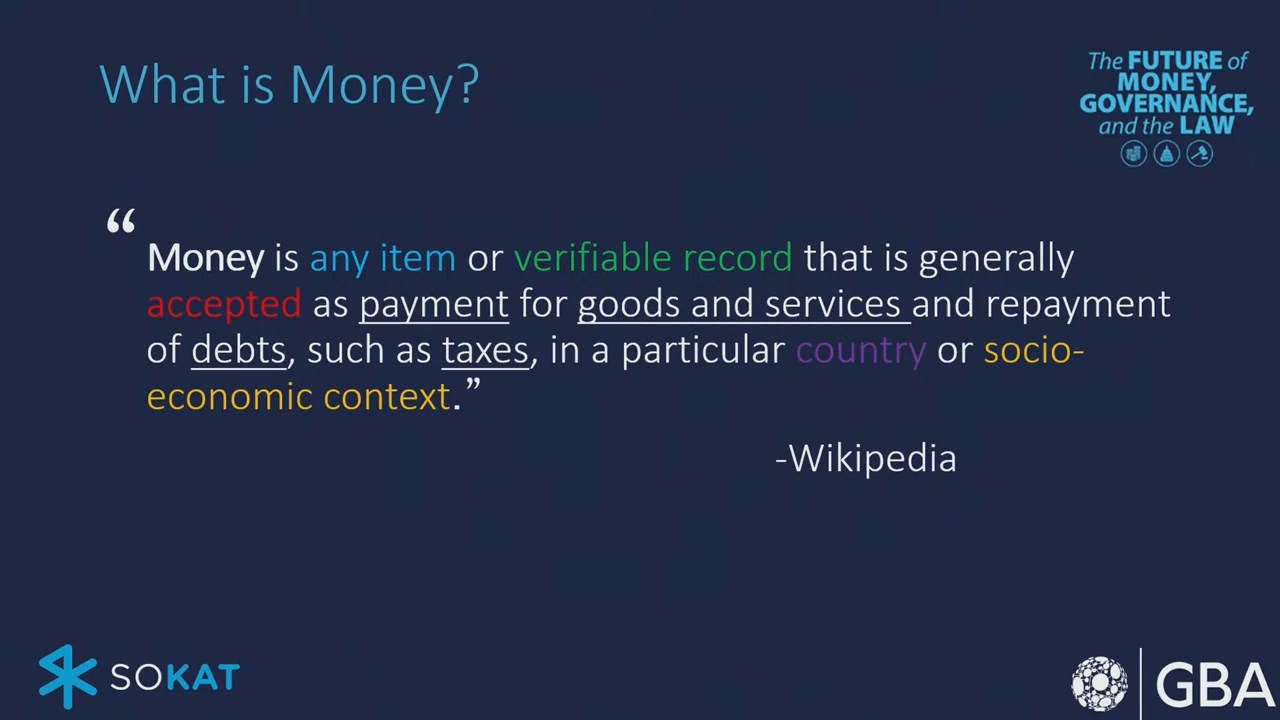 What is Money?
The FUTURE of
MONEY,
GOVERNANCE,
and the LAW
“
Money is any item or verifiable record that is generally
accepted as payment for goods and services and repayment
of debts, such as taxes, in a particular country or socio-
economic context.”
-Wikipedia
SOKAT
GBA